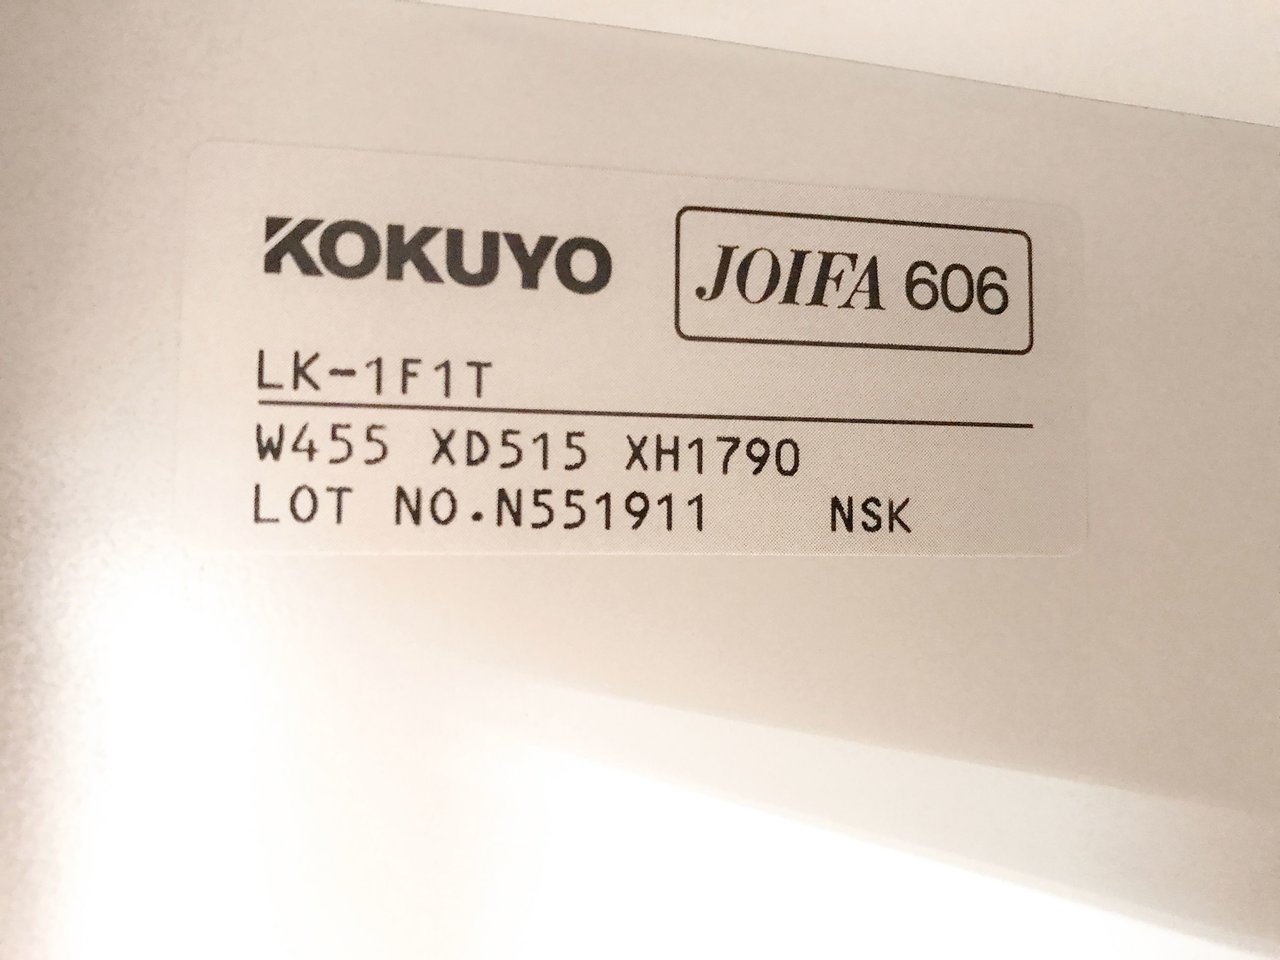 KOKUYO JOIFA 606
LK-1F1T
W455 XD515 XH1790
LOT NO.N551911 NSK